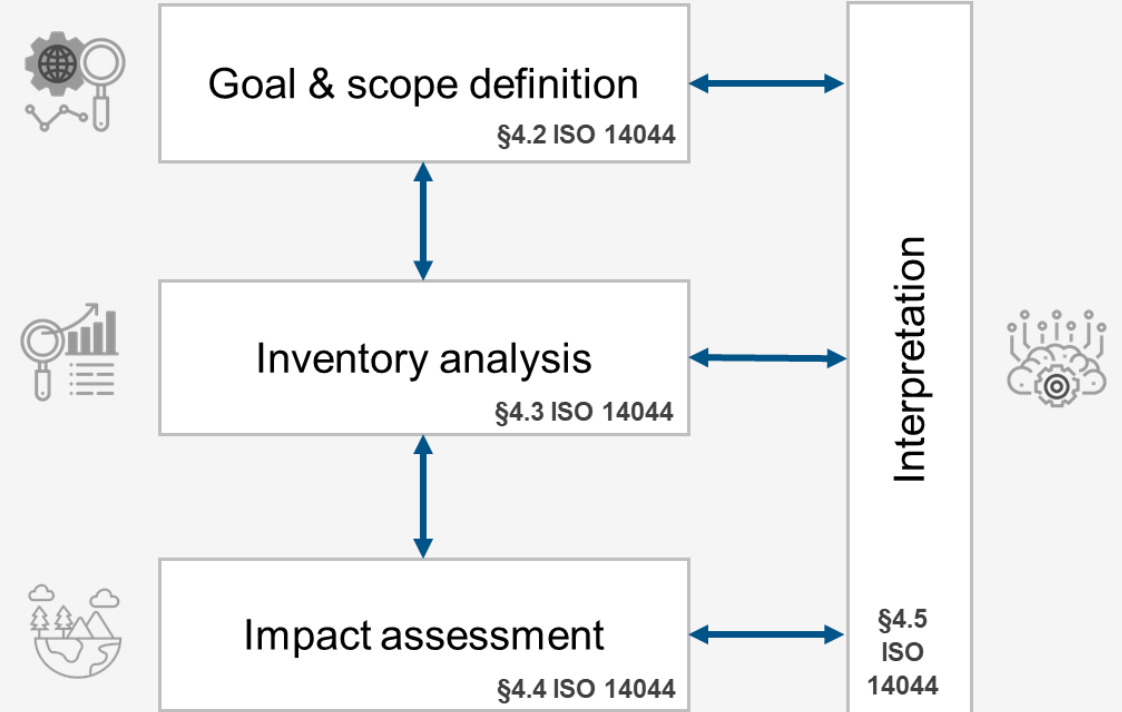 Goal & scope definition
§4.2 ISO 14044
Inventory analysis
§4.3 ISO 14044
Impact assessment
§4.4 ISO 14044
Interpretation
§4.5
ISO
14044